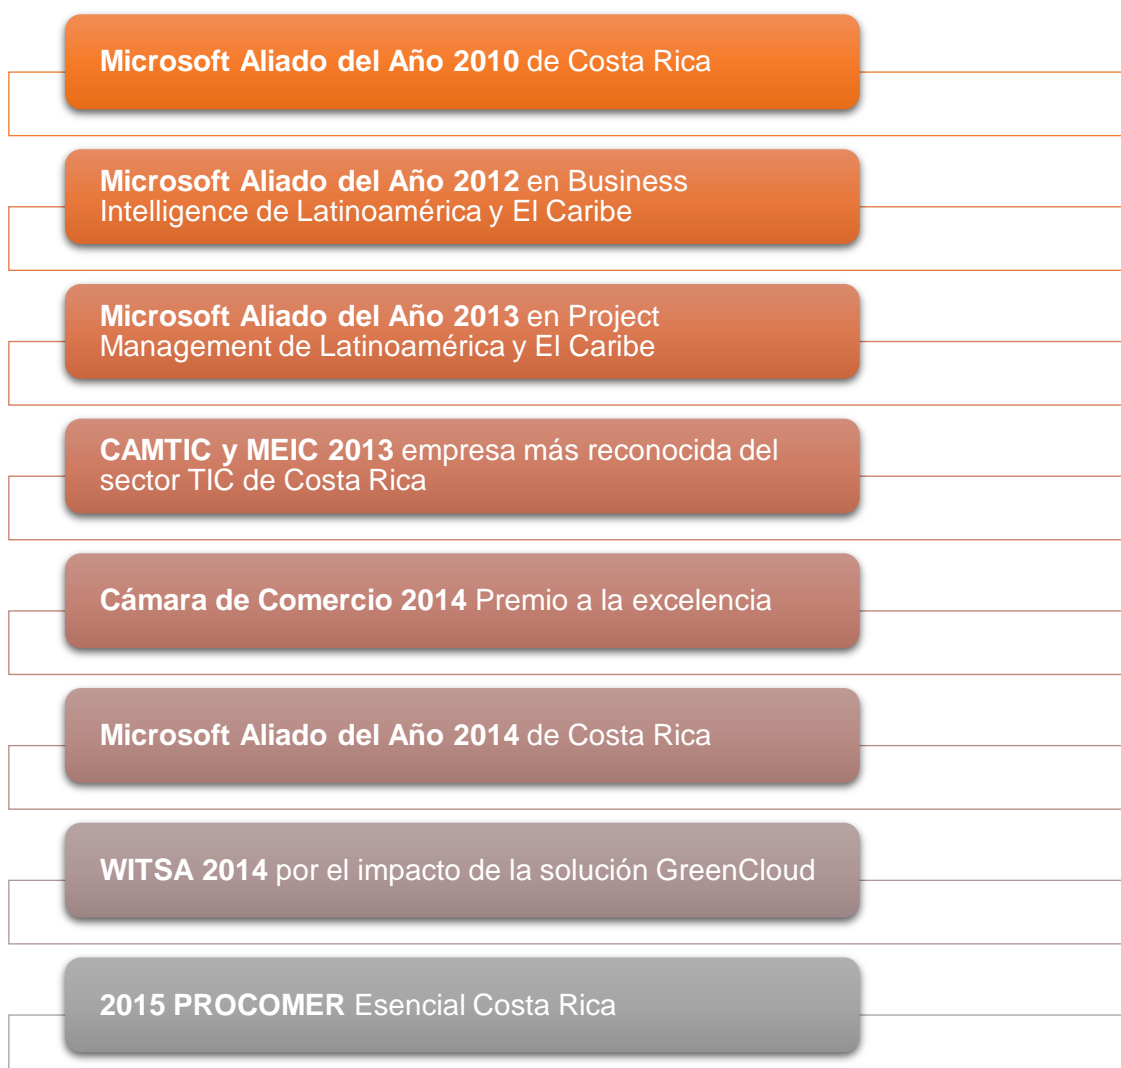 Microsoft Aliado del Año 2010 de Costa Rica
Microsoft Aliado del Año 2012 en Business
Intelligence de Latinoamérica y El Caribe
Microsoft Aliado del Año 2013 en Project
Management de Latinoamérica y El Caribe
CAMTIC y MEIC 2013 empresa más reconocida del
sector TIC de Costa Rica
Cámara de Comercio 2014 Premio a la excelencia
Microsoft Aliado del Año 2014 de Costa Rica
WITSA 2014 por el impacto de la solución GreenCloud
2015 PROCOMER Esencial Costa Rica